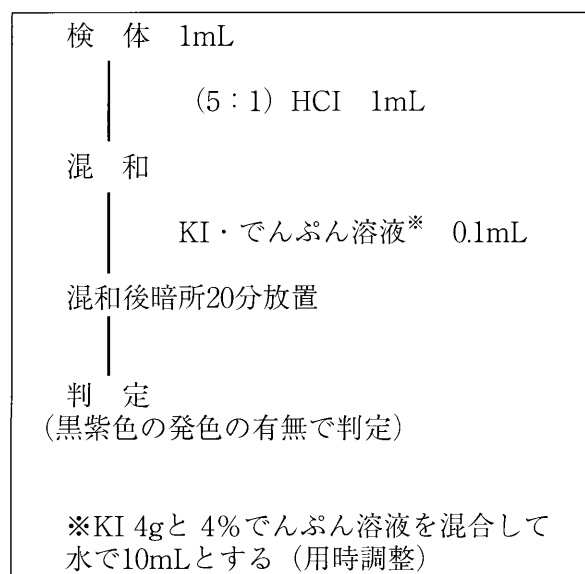 検　体　1mL
(5：1) HCl　1mL
混　和
KI・でんぷん溶液※　0.1mL
混和後暗所20分放置
判　定
（黒紫色の発色の有無で判定）
※KI 4gと 4%でんぷん溶液を混合して
水で10mLとする（用時調整）